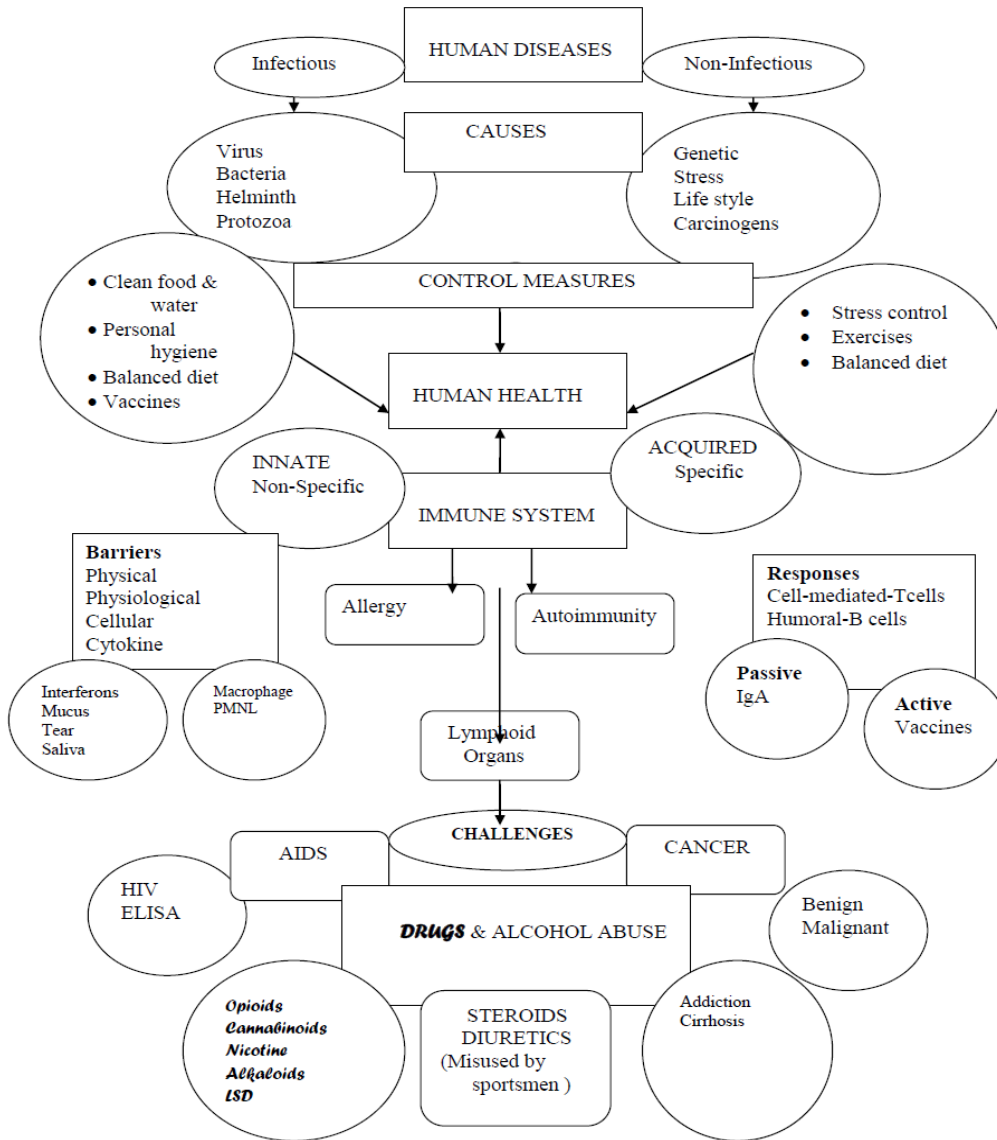 HUMAN DISEASES
Infectious
Non-Infectious
CAUSES
Virus
Bacteria
Helminth
Protozoa
Genetic
Stress
Life style
Carcinogens
CONTROL MEASURES
• Clean food &
water
• Personal
hygiene
• Balanced diet
• Vaccines
• Stress control
• Exercises
• Balanced diet
HUMAN HEALTH
INNATE
Non-Specific
ACQUIRED
Specific
IMMUNE SYSTEM
Barriers
Physical
Physiological
Cellular
Cytokine
Allergy
Autoimmunity
Responses
Cell-mediated-Tcells
Humoral-B cells
Interferons
Mucus
Tear
Saliva
Macrophage
PMNL
Passive
IgA
Active
Vaccines
Lymphoid
Organs
CHALLENGES
AIDS
CANCER
HIV
ELISA
Benign
Malignant
DRUGS & ALCOHOL ABUSE
Opioids
Cannabinoids
Nicotine
Alkaloids
LSD
STEROIDS
DIURETICS
(Misused by
sportsmen )
Addiction
Cirrhosis